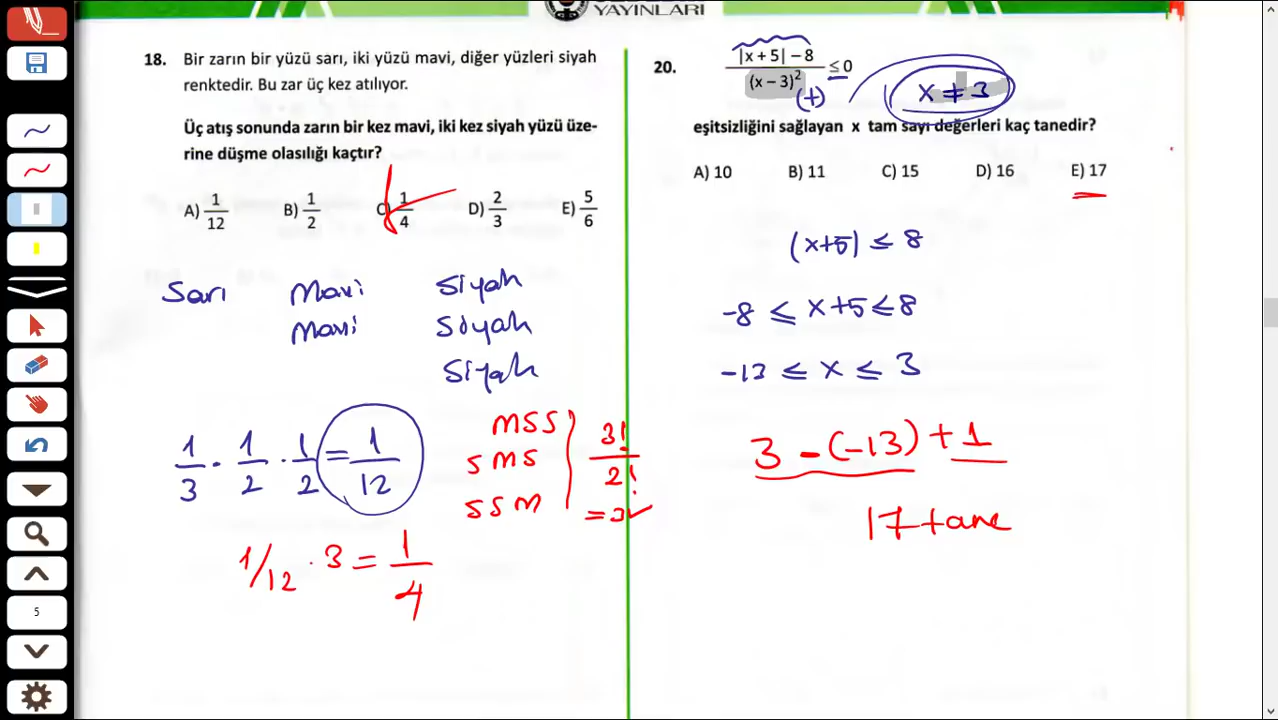 YAYINLARI
18. Bir zarın bir yüzü sarı, iki yüzü mavi, diğer yüzleri siyah
renktedir. Bu zar üç kez atılıyor.
Üç atış sonunda zarın bir kez mavi, iki kez siyah yüzü üze-
rine düşme olasılığı kaçtır?
A) 1/12 B) 1/2 C) 1/4 D) 2/3 E) 5/6
Sarı Mavi Siyah
Mavi Siyah
Siyah
1/3 . 1/2 . 1/2 = 1/12
MSS
SMS
SSM
3!/2!
= 3
1/12 . 3 = 1/4
20. |x + 5| – 8 / (x – 3)² ≤ 0
(+)
x ≠ 3
eşitsizliğini sağlayan x tam sayı değerleri kaç tanedir?
A) 10 B) 11 C) 15 D) 16 E) 17
(x+5) ≤ 8
-8 ≤ x+5 ≤ 8
-13 ≤ x ≤ 3
3 - (-13) + 1
17 tane
5